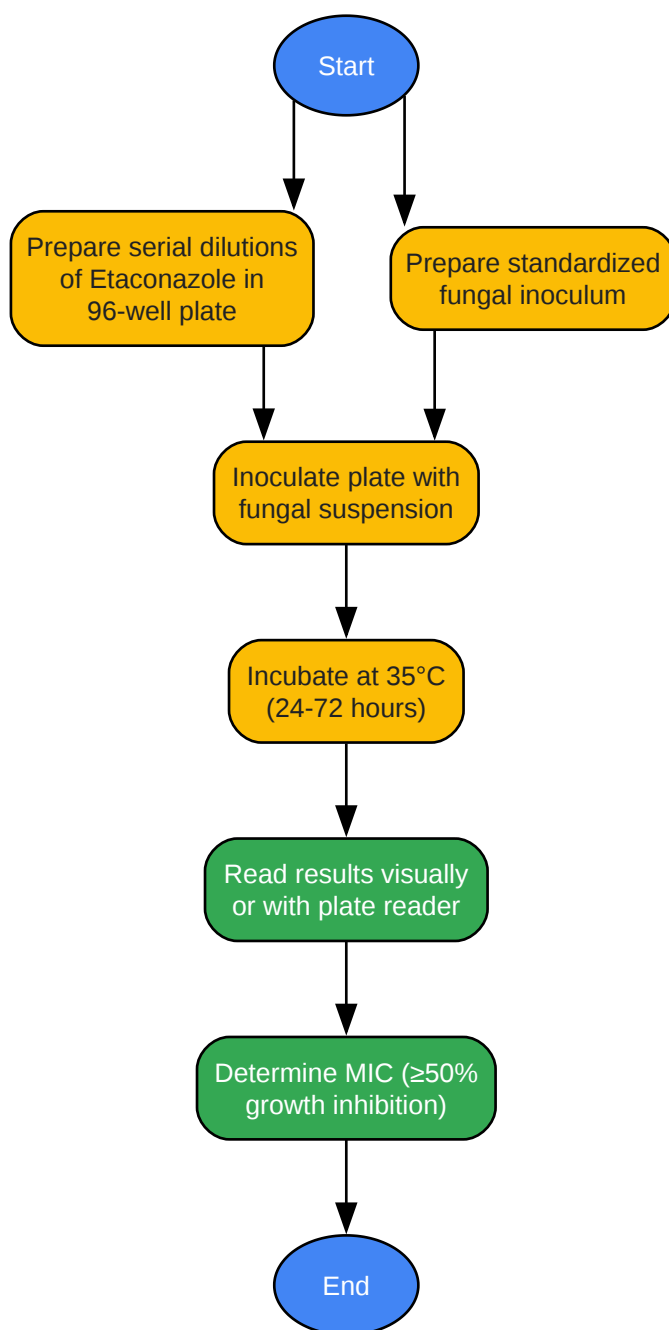 Start
Prepare serial dilutions
of Etaconazole in
96-well plate
Prepare standardized
fungal inoculum
Inoculate plate with
fungal suspension
Incubate at 35°C
(24-72 hours)
Read results visually
or with plate reader
Determine MIC (≥50%
growth inhibition)
End